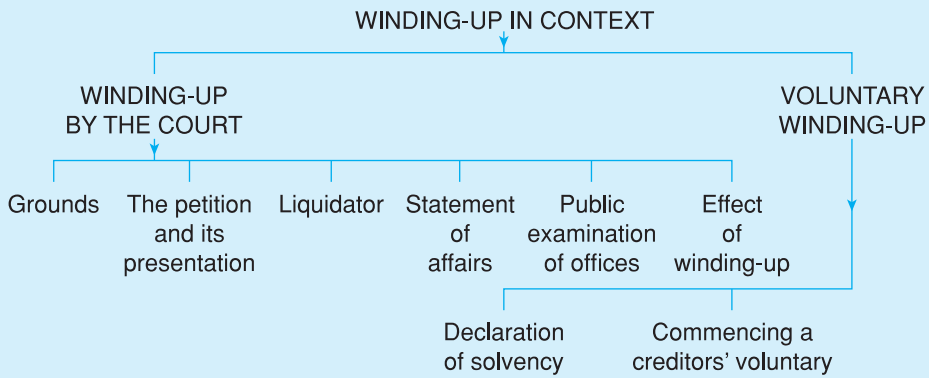 WINDING-UP IN CONTEXT
WINDING-UP
BY THE COURT
VOLUNTARY
WINDING-UP
Grounds
The petition
and its
presentation
Liquidator
Statement
of
affairs
Public
examination
of offices
Effect
of
winding-up
Declaration
of solvency
Commencing a
creditors’ voluntary